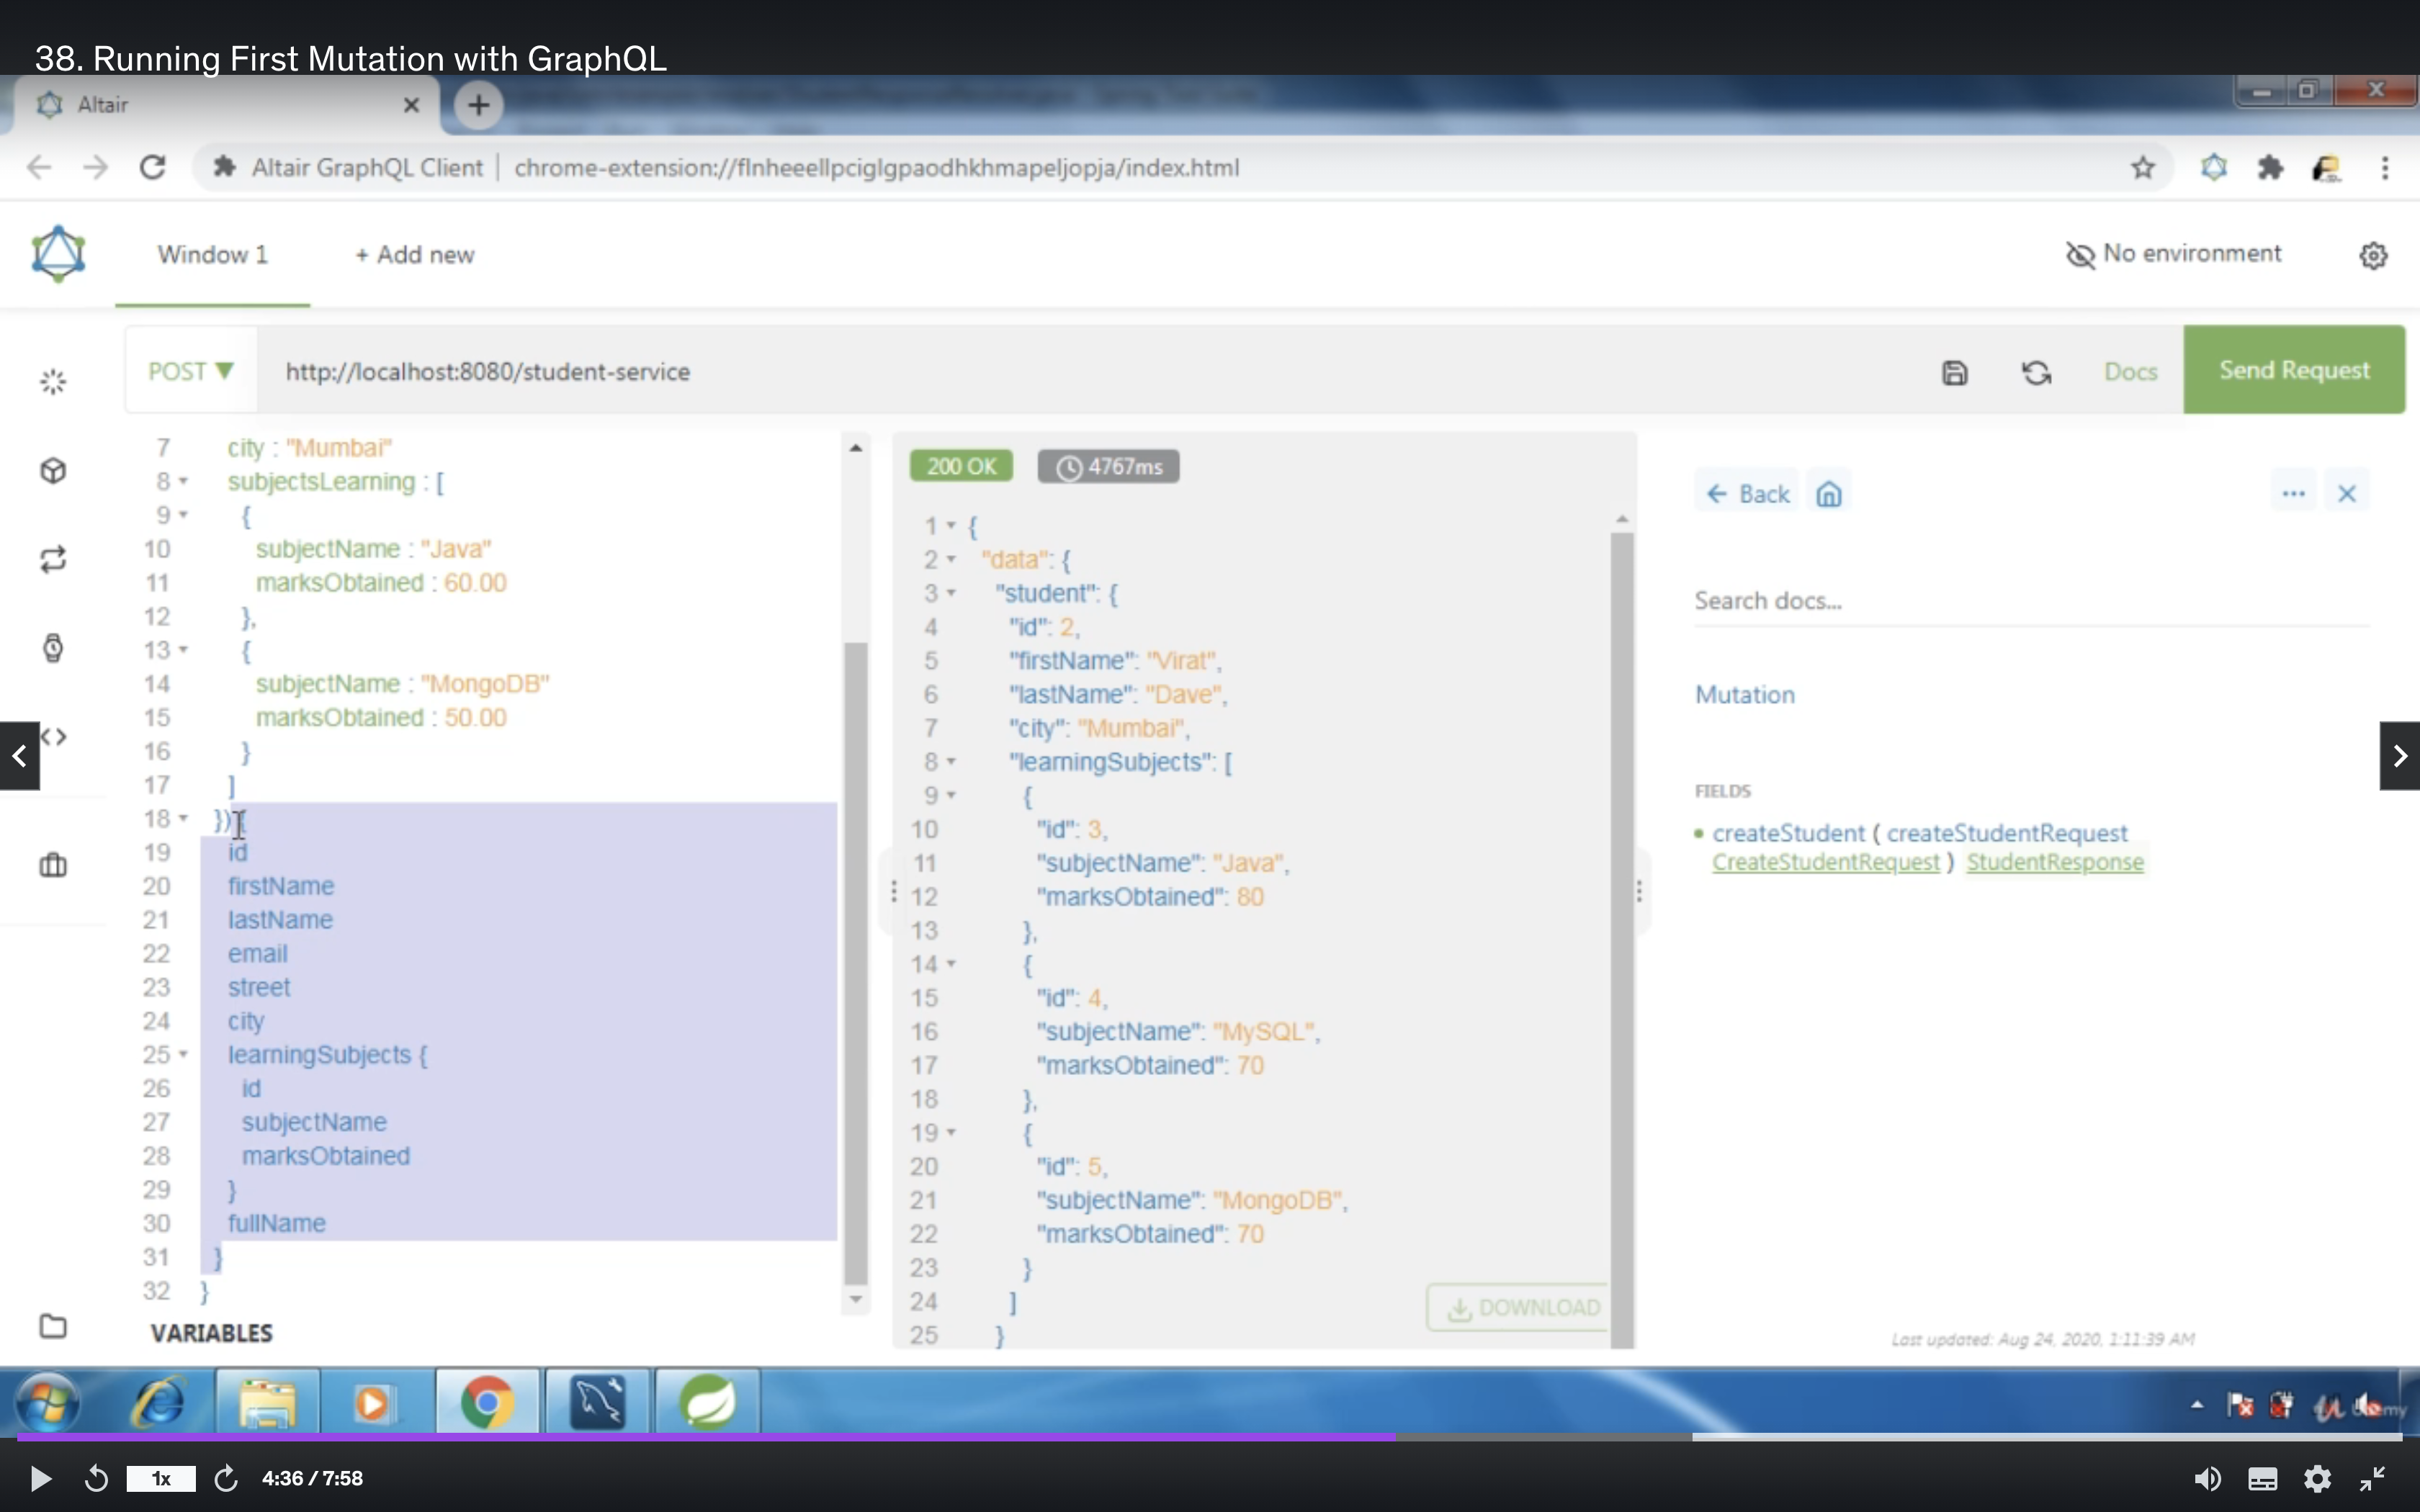 38. Running First Mutation with GraphQL
Altair
Altair GraphQL Client | chrome-extension://flnheeellpciglgpaodhkhmapeljopja/index.html
Window 1
+ Add new
No environment
POST
http://localhost:8080/student-service
Docs
Send Request
7 city : "Mumbai"
8 subjectsLearning : [
9 {
10 subjectName : "Java"
11 marksObtained : 60.00
12 },
13 {
14 subjectName : "MongoDB"
15 marksObtained : 50.00
16 }
17 ]
18 }) {
19 id
20 firstName
21 lastName
22 email
23 street
24 city
25 learningSubjects {
26 id
27 subjectName
28 marksObtained
29 }
30 fullName
31 }
32 }
VARIABLES
200 OK
4767ms
1 {
2 "data": {
3 "student": {
4 "id": 2,
5 "firstName": "Virat",
6 "lastName": "Dave",
7 "city": "Mumbai",
8 "learningSubjects": [
9 {
10 "id": 3,
11 "subjectName": "Java",
12 "marksObtained": 80
13 },
14 {
15 "id": 4,
16 "subjectName": "MySQL",
17 "marksObtained": 70
18 },
19 {
20 "id": 5,
21 "subjectName": "MongoDB",
22 "marksObtained": 70
23 }
24 ]
25 }
DOWNLOAD
Back
Search docs...
Mutation
FIELDS
createStudent ( createStudentRequest
CreateStudentRequest ) StudentResponse
Last updated: Aug 24, 2020, 1:11:39 AM
1x
4:36 / 7:58